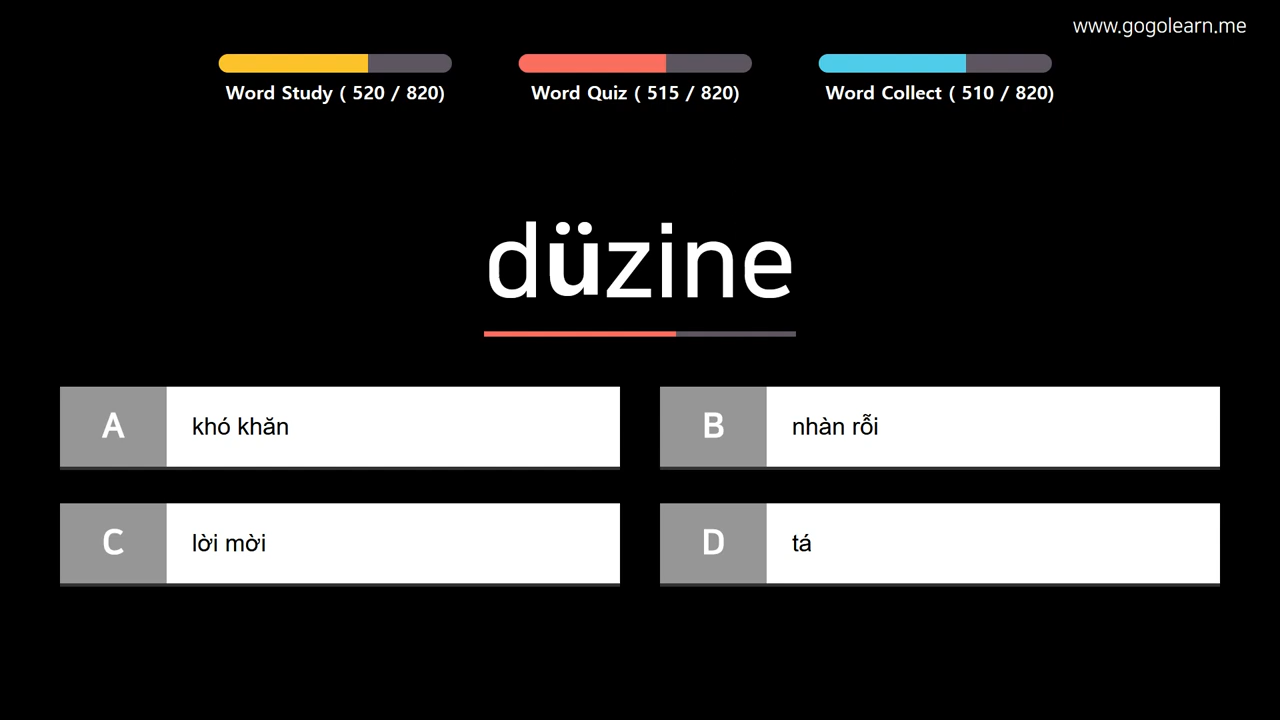 www.gogolearn.me
Word Study ( 520 / 820)
Word Quiz ( 515 / 820)
Word Collect ( 510 / 820)
düzine
A khó khăn
B nhàn rỗi
C lời mời
D tá